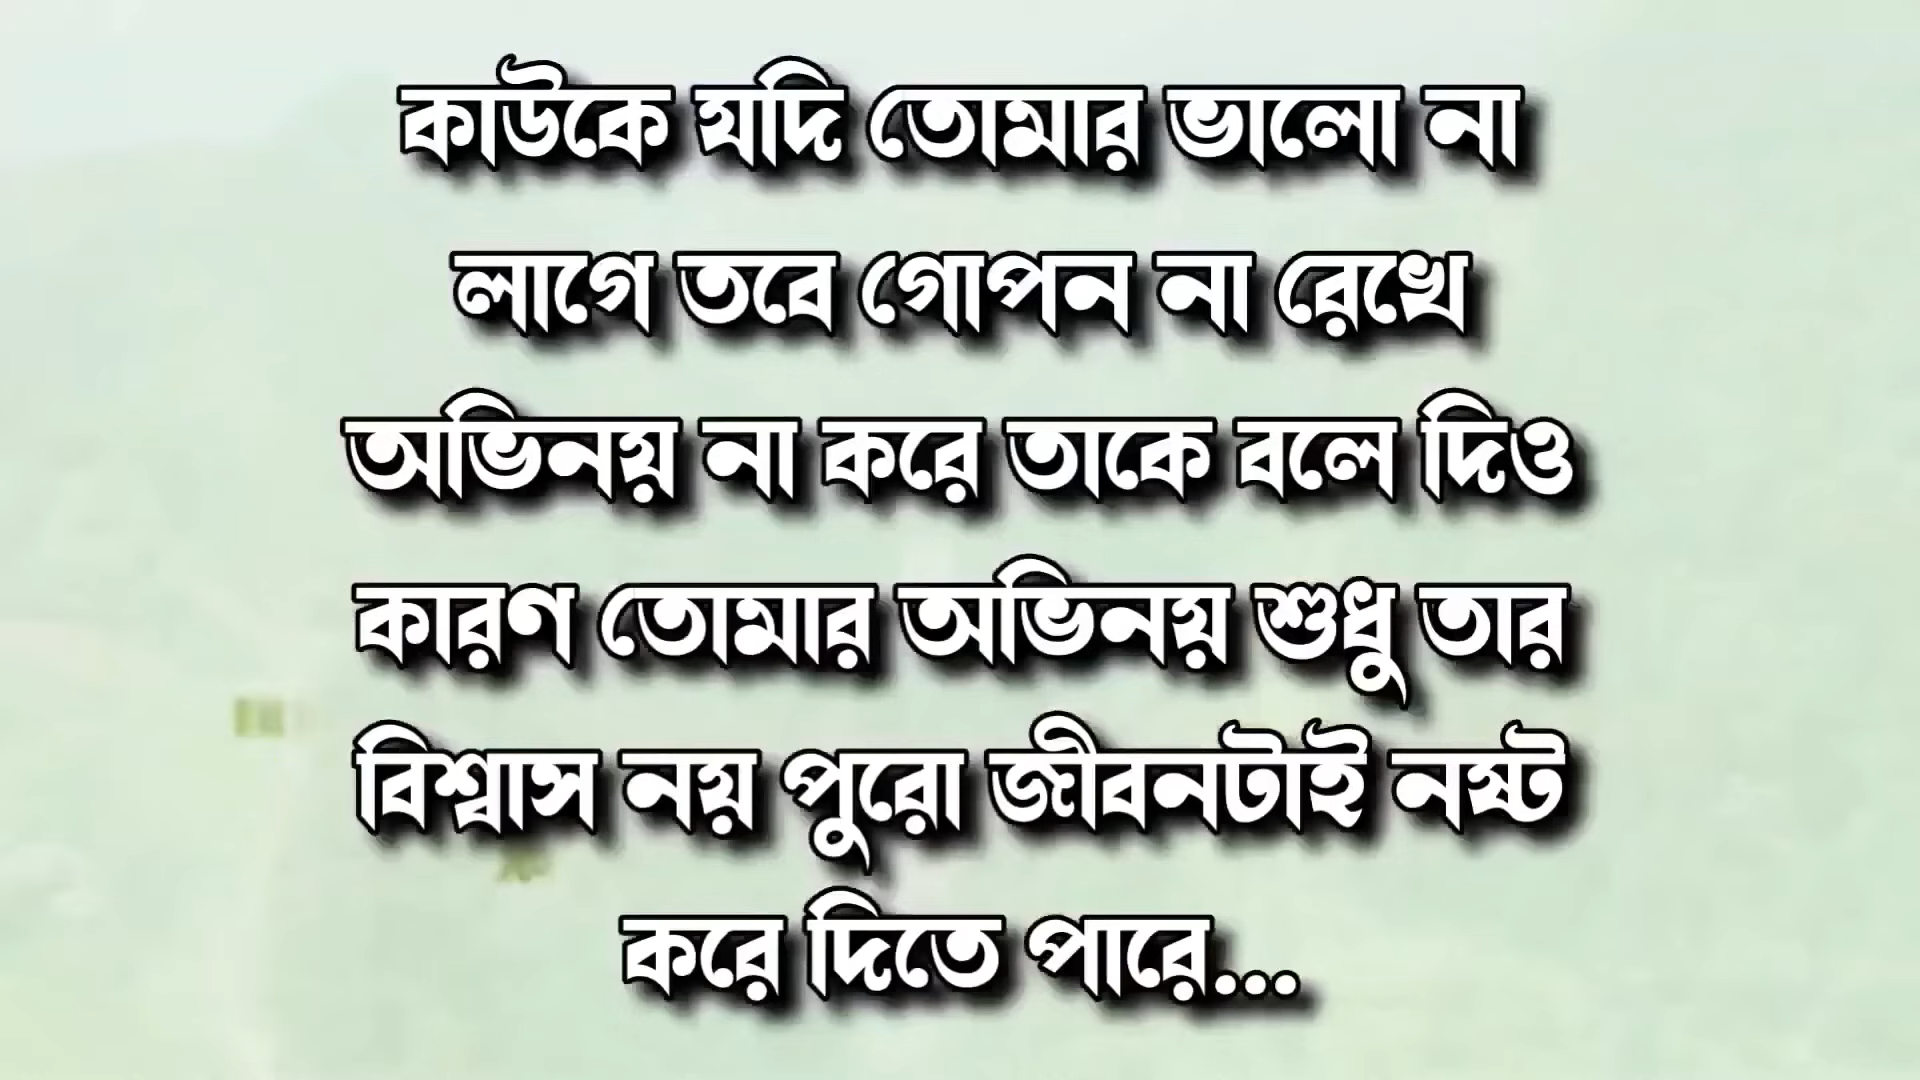 কাউকে যদি তোমার ভালো না
লাগে তবে গোপন না রেখে
অভিনয় না করে তাকে বলে দিও
কারণ তোমার অভিনয় শুধু তার
বিশ্বাস নয় পুরো জীবনটাই নষ্ট
করে দিতে পারে...